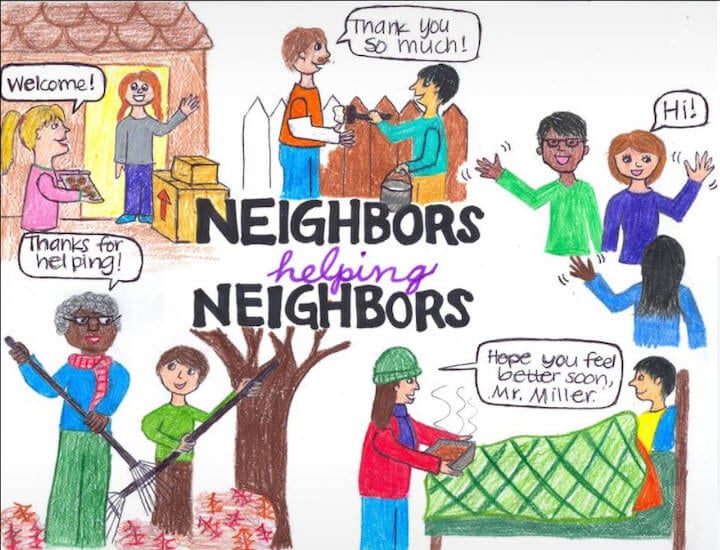 Welcome!
Thank you
so much!
Hi!
NEIGHBORS
helping
NEIGHBORS
Thanks for
helping!
Hope you feel
better soon,
Mr. Miller.